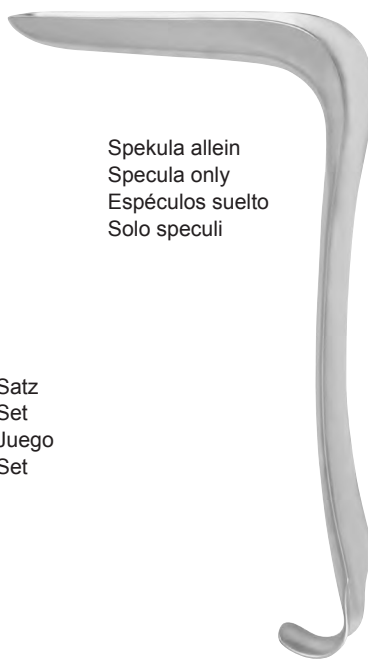 Spekula allein
Specula only
Espéculos suelto
Solo speculi
Satz
Set
Juego
Set